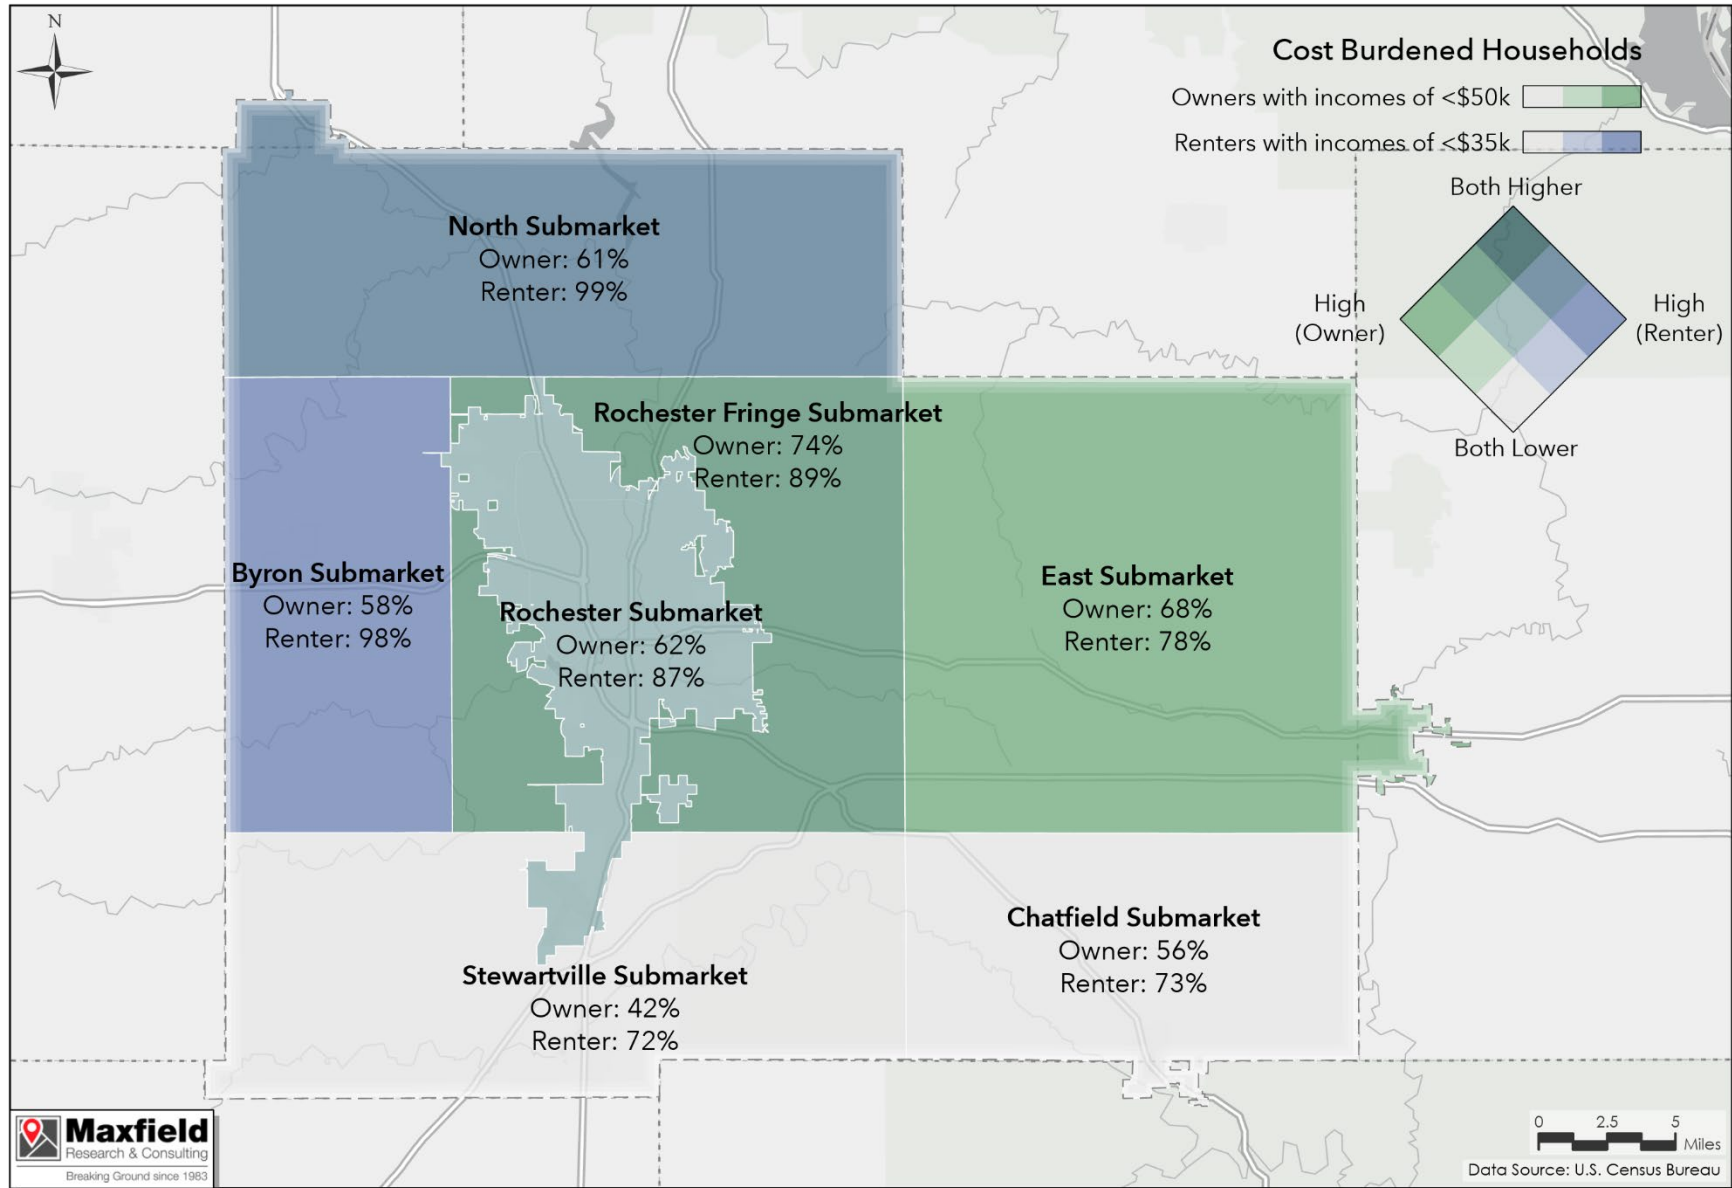 N
Cost Burdened Households
Owners with incomes of <$50k
Renters with incomes of <$35k
Both Higher
High
(Owner)
High
(Renter)
Both Lower
North Submarket
Owner: 61%
Renter: 99%
Rochester Fringe Submarket
Owner: 74%
Renter: 89%
Byron Submarket
Owner: 58%
Renter: 98%
Rochester Submarket
Owner: 62%
Renter: 87%
East Submarket
Owner: 68%
Renter: 78%
Chatfield Submarket
Owner: 56%
Renter: 73%
Stewartville Submarket
Owner: 42%
Renter: 72%
Maxfield
Research & Consulting
Breaking Ground since 1983
0 2.5 5
Miles
Data Source: U.S. Census Bureau